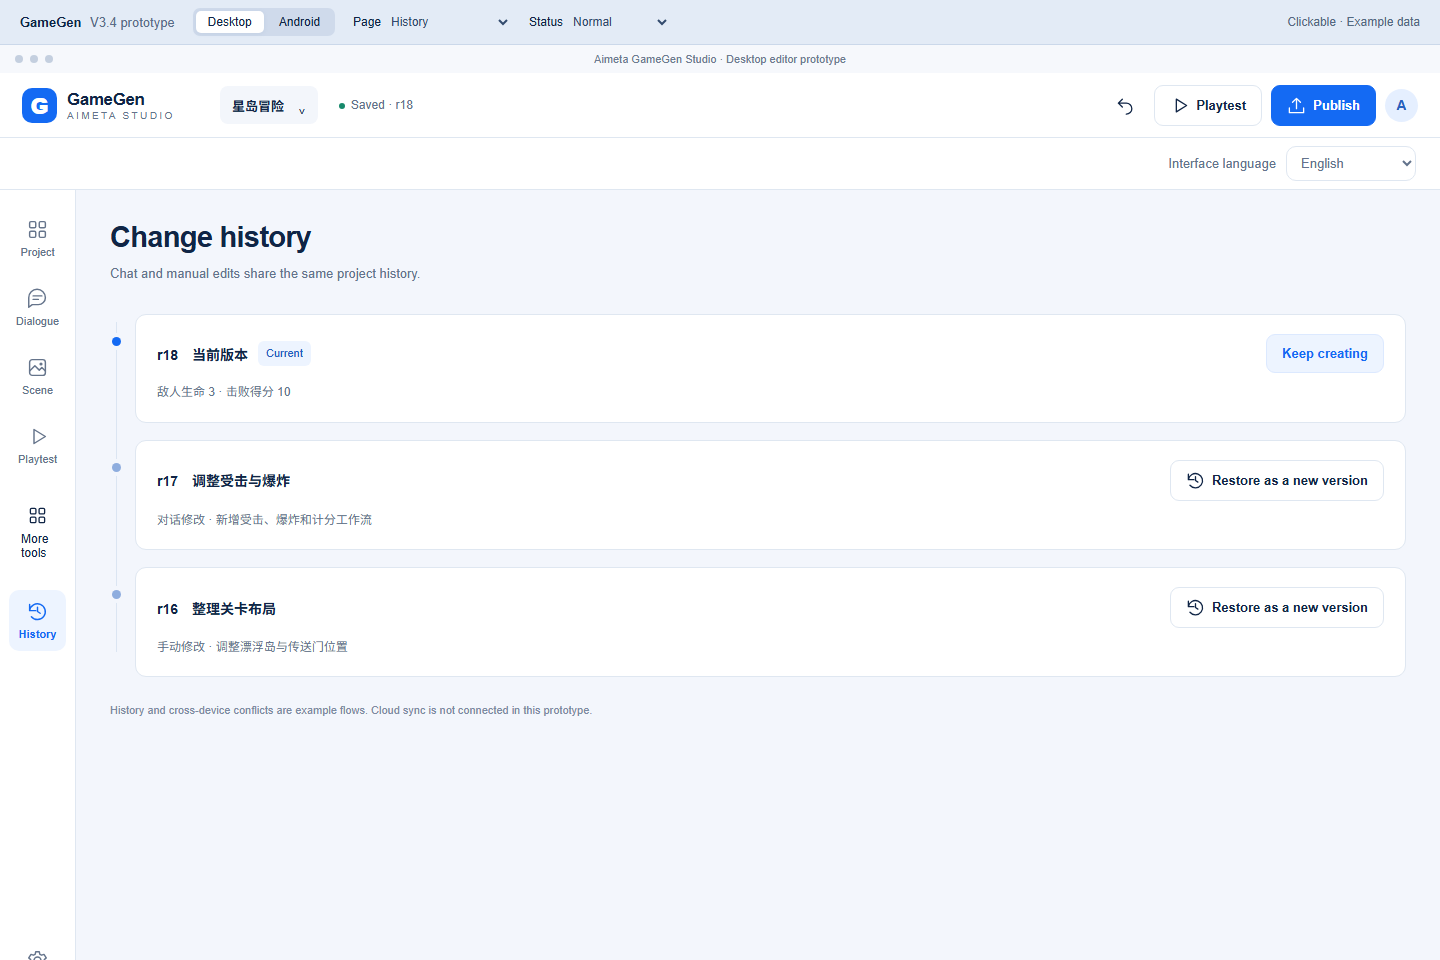 GameGen V3.4 prototype Desktop Android Page History Status Normal Clickable · Example data
Aimeta GameGen Studio · Desktop editor prototype
G GameGen
AIMETA STUDIO
星岛冒险
Saved · r18
Playtest
Publish
A
Interface language English
Project
Dialogue
Scene
Playtest
More
tools
History
Change history
Chat and manual edits share the same project history.
r18 当前版本 Current
Keep creating
敌人生命 3 · 击败得分 10
r17 调整受击与爆炸
Restore as a new version
对话修改 · 新增受击、爆炸和计分工作流
r16 整理关卡布局
Restore as a new version
手动修改 · 调整漂浮岛与传送门位置
History and cross-device conflicts are example flows. Cloud sync is not connected in this prototype.